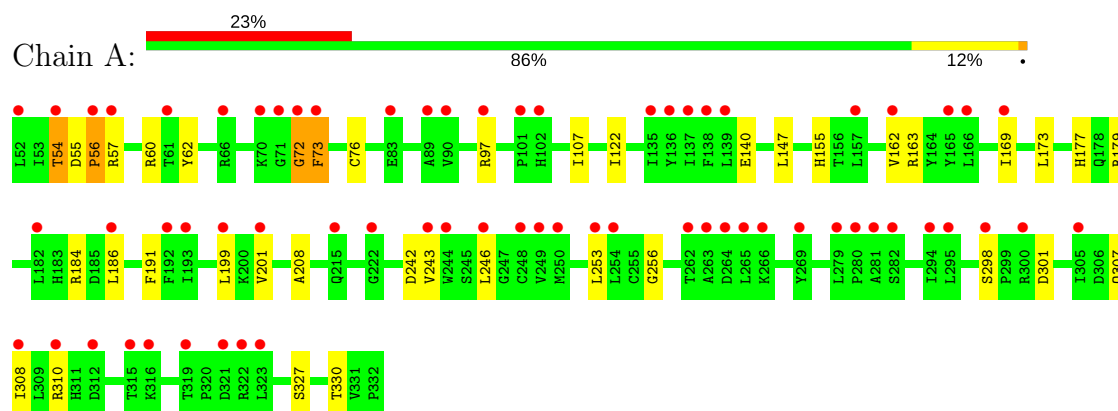 23%
Chain A:
86% 12% •
L52 I53 T54 D55 P56 R57 R60 T61 Y62 R66 K70 G71 G72 F73 C76 E83 A89 V90 R97 P101 H102 I107 I122 I135 Y136 I137 F138 L139 E140 L147 H155 T156 L157 V162 R163 Y164 Y165 L166 I169 L173 H177 Q178
L182 H183 R184 D185 L186 F191 F192 I193 L199 K200 V201 A208 Q215 G222 D242 V243 W244 S245 L246 G247 C248 V249 M250 L253 L254 C255 G256 T262 A263 D264 L265 K266 Y269 L279 P280 A281 S282 I294 L295 S298 P299 R300 D301 I305 D306
I308 L309 R310 H311 D312 T315 K316 T319 P320 D321 R322 L323 S327 T330 V331 P332